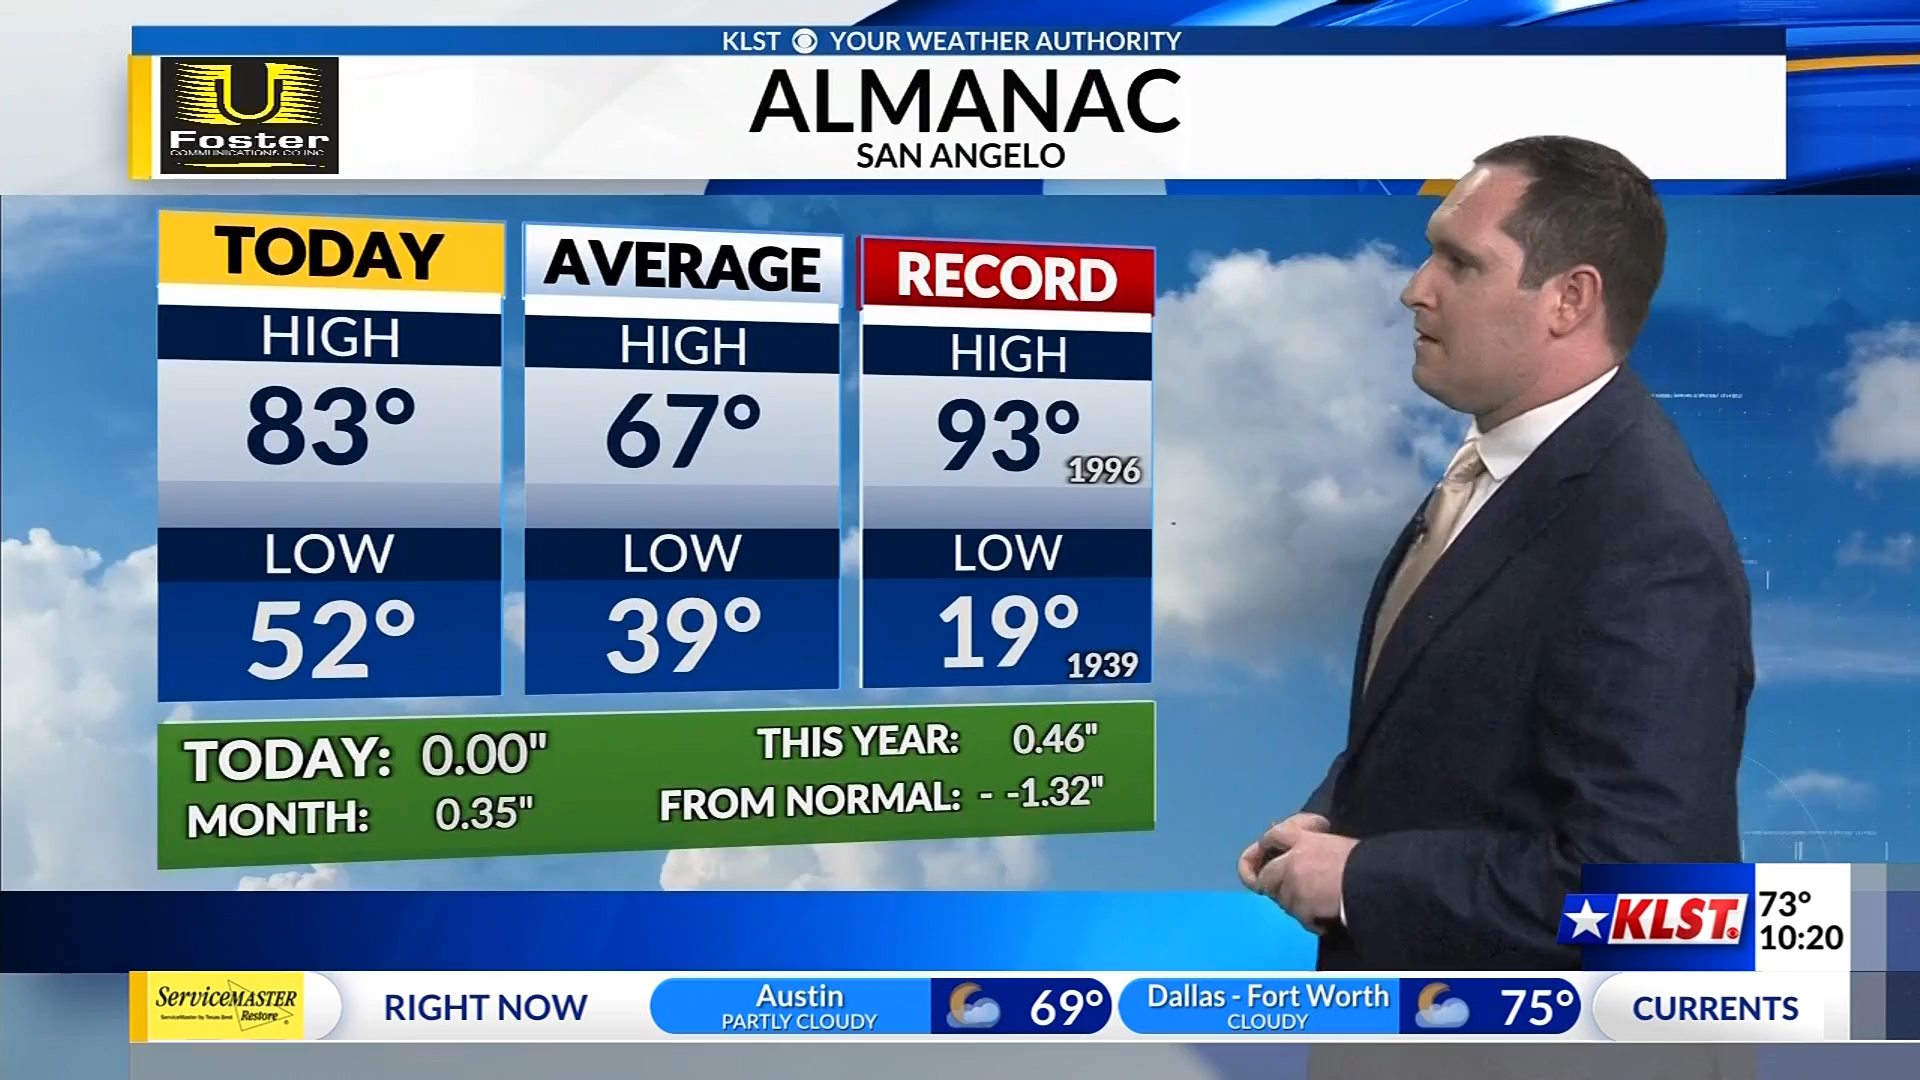 KLST YOUR WEATHER AUTHORITY
U
Foster
COMMUNICATIONS CO INC
ALMANAC
SAN ANGELO
TODAY
HIGH
83°
LOW
52°
AVERAGE
HIGH
67°
LOW
39°
RECORD
HIGH
93°
1996
LOW
19°
1939
TODAY: 0.00"
MONTH: 0.35"
THIS YEAR: 0.46"
FROM NORMAL: - -1.32"
KLST
73°
10:20
ServiceMASTER
Restore
RIGHT NOW
Austin
PARTLY CLOUDY
69°
Dallas - Fort Worth
CLOUDY
75°
CURRENTS